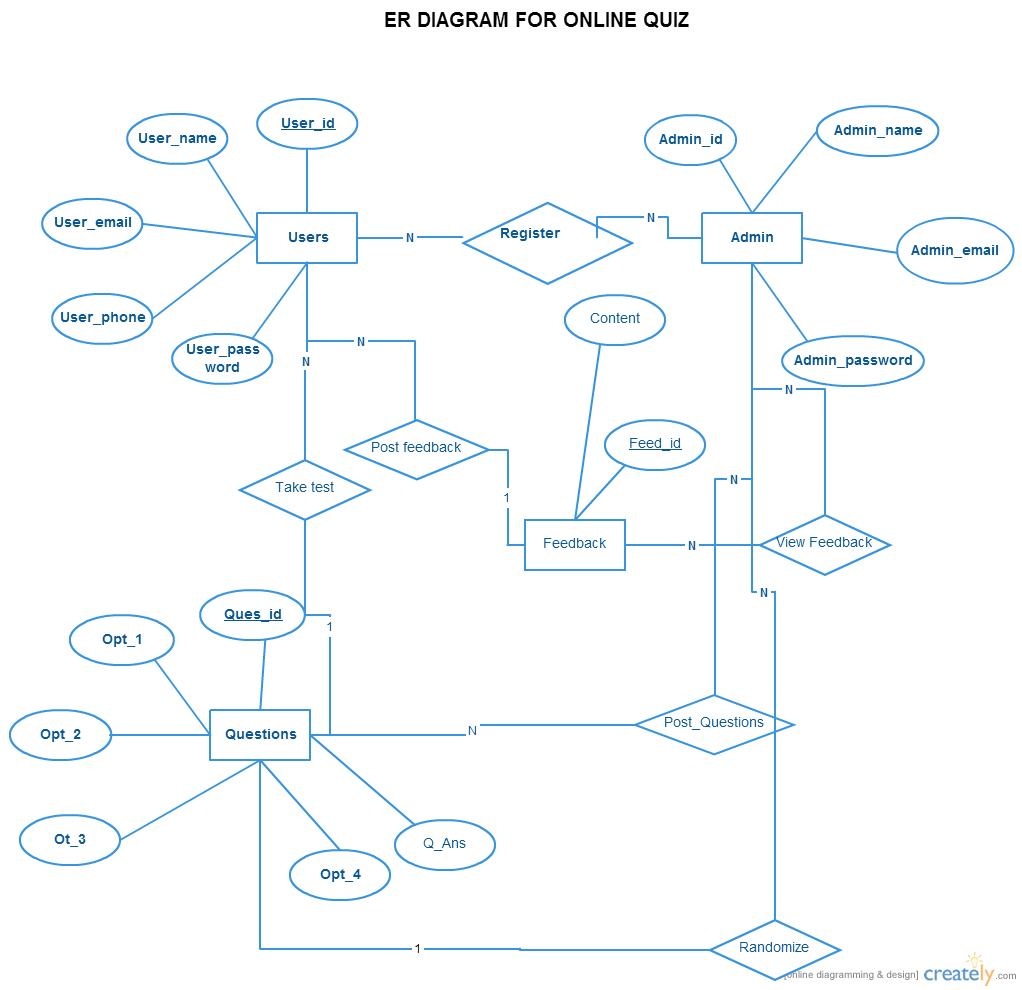 ER DIAGRAM FOR ONLINE QUIZ
User_id
User_name
Admin_id
Admin_name
User_email
Users
N
Register
N
Admin
Admin_email
User_phone
User_pass
word
Content
N
N
Admin_password
N
Post feedback
Feed_id
Take test
N
1
Feedback
N
View Feedback
N
Ques_id
1
Opt_1
Opt_2
Questions
N
Post_Questions
Ot_3
Opt_4
Q_Ans
1
Randomize
[online diagramming & design]
creately.com